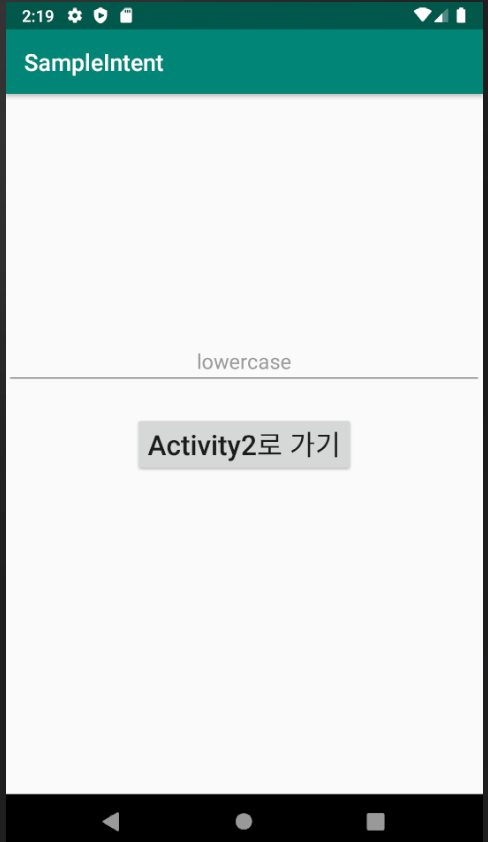 2:19
SampleIntent
lowercase
Activity2로 가기